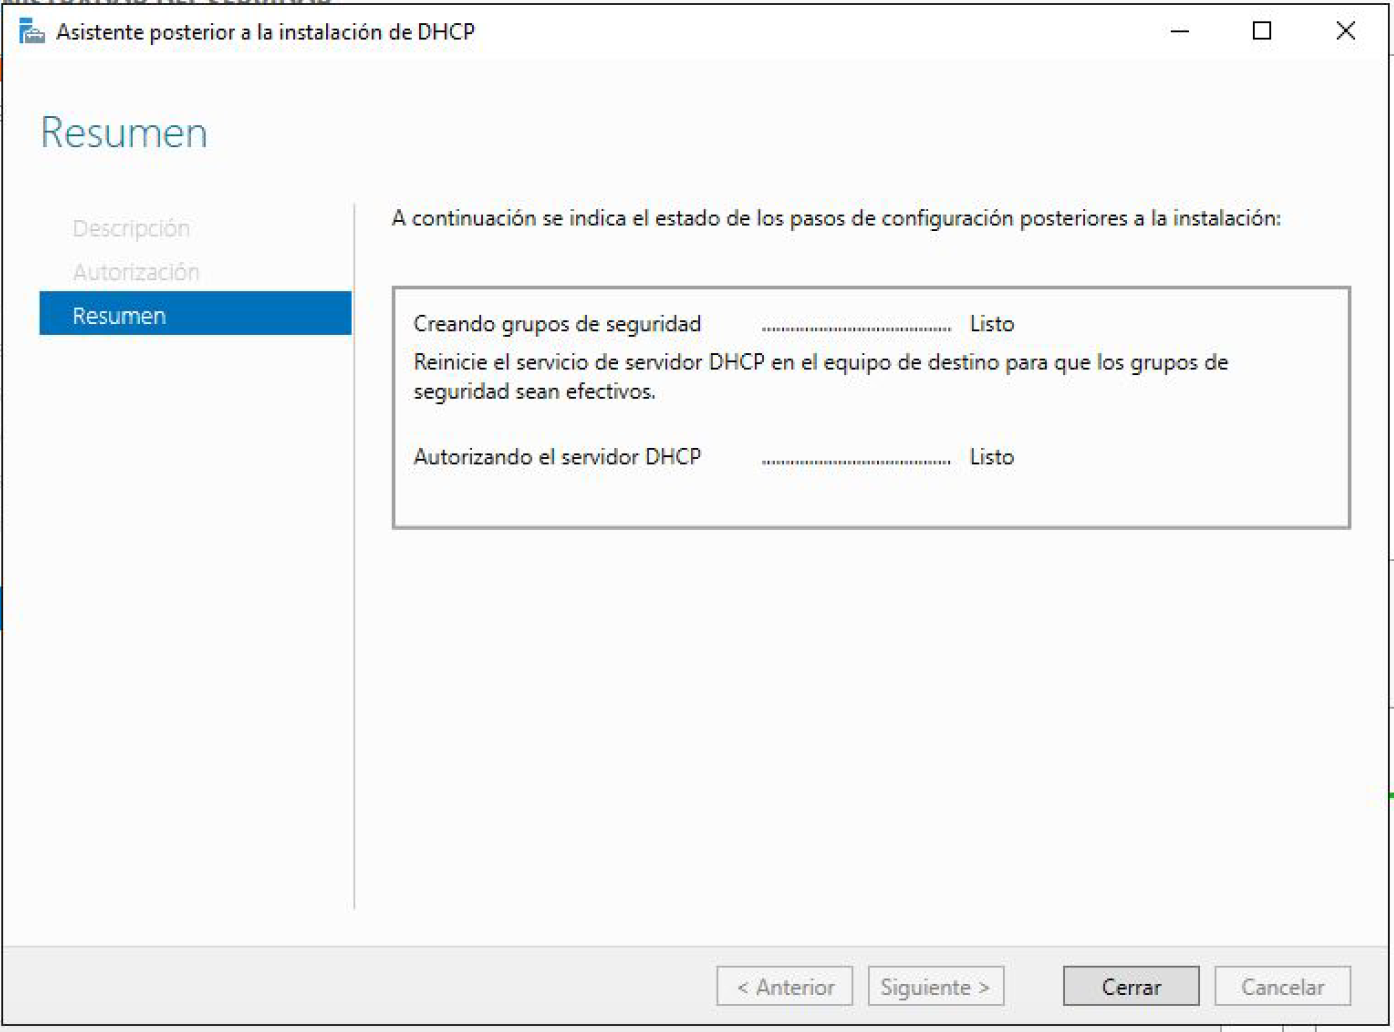 Asistente posterior a la instalación de DHCP
Resumen
Descripción
Autorización
Resumen
A continuación se indica el estado de los pasos de configuración posteriores a la instalación:
Creando grupos de seguridad ........................................ Listo
Reinicie el servicio de servidor DHCP en el equipo de destino para que los grupos de
seguridad sean efectivos.
Autorizando el servidor DHCP ........................................ Listo
< Anterior
Siguiente >
Cerrar
Cancelar